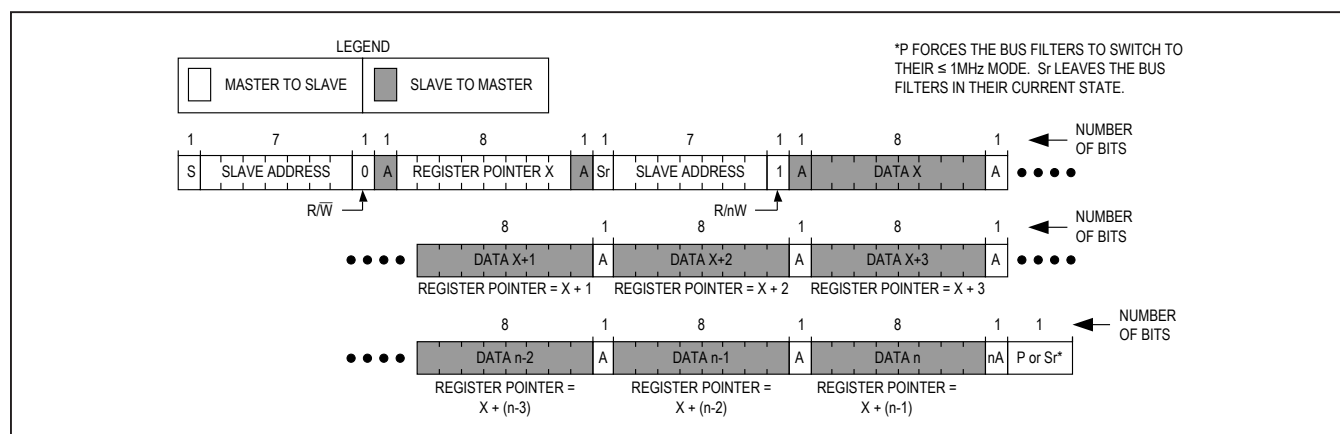 LEGEND
MASTER TO SLAVE SLAVE TO MASTER
*P FORCES THE BUS FILTERS TO SWITCH TO
THEIR ≤ 1MHz MODE. Sr LEAVES THE BUS
FILTERS IN THEIR CURRENT STATE.
1 7 1 1 8 1 1 7 1 1 8 1
NUMBER
OF BITS
S SLAVE ADDRESS 0 A REGISTER POINTER X A Sr SLAVE ADDRESS 1 A DATA X A
R/W̅ R/nW
8 1 8 1 8 1
NUMBER
OF BITS
DATA X+1 A DATA X+2 A DATA X+3 A
REGISTER POINTER = X + 1 REGISTER POINTER = X + 2 REGISTER POINTER = X + 3
8 1 8 1 8 1 1
NUMBER
OF BITS
DATA n-2 A DATA n-1 A DATA n nA P or Sr*
REGISTER POINTER = REGISTER POINTER = REGISTER POINTER =
X + (n-3) X + (n-2) X + (n-1)